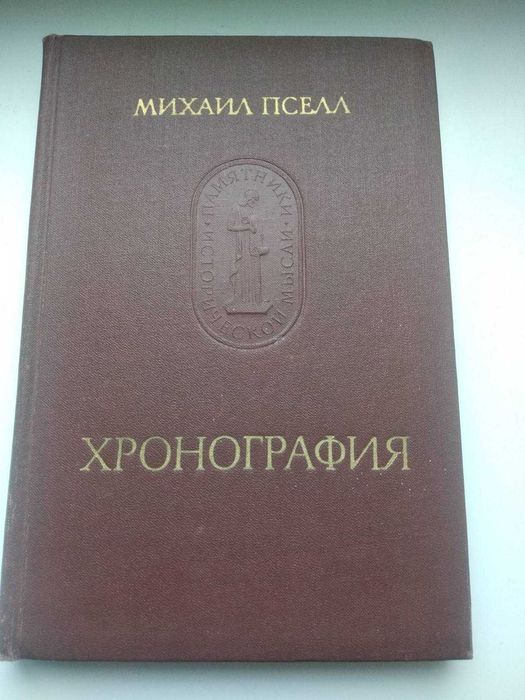 МИХАИЛ ПСЕЛЛ
ПАМЯТНИКИ
ИСТОРИЧЕСКОЙ МЫСЛИ
ХРОНОГРАФИЯ